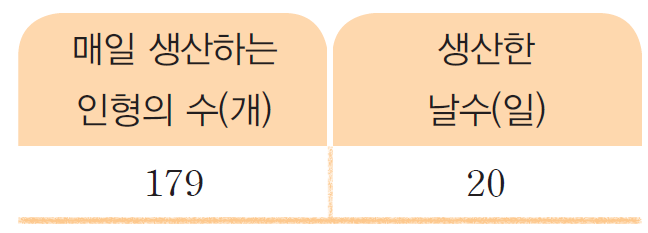 매일 생산하는
인형의 수(개)
생산한
날수(일)
179
20